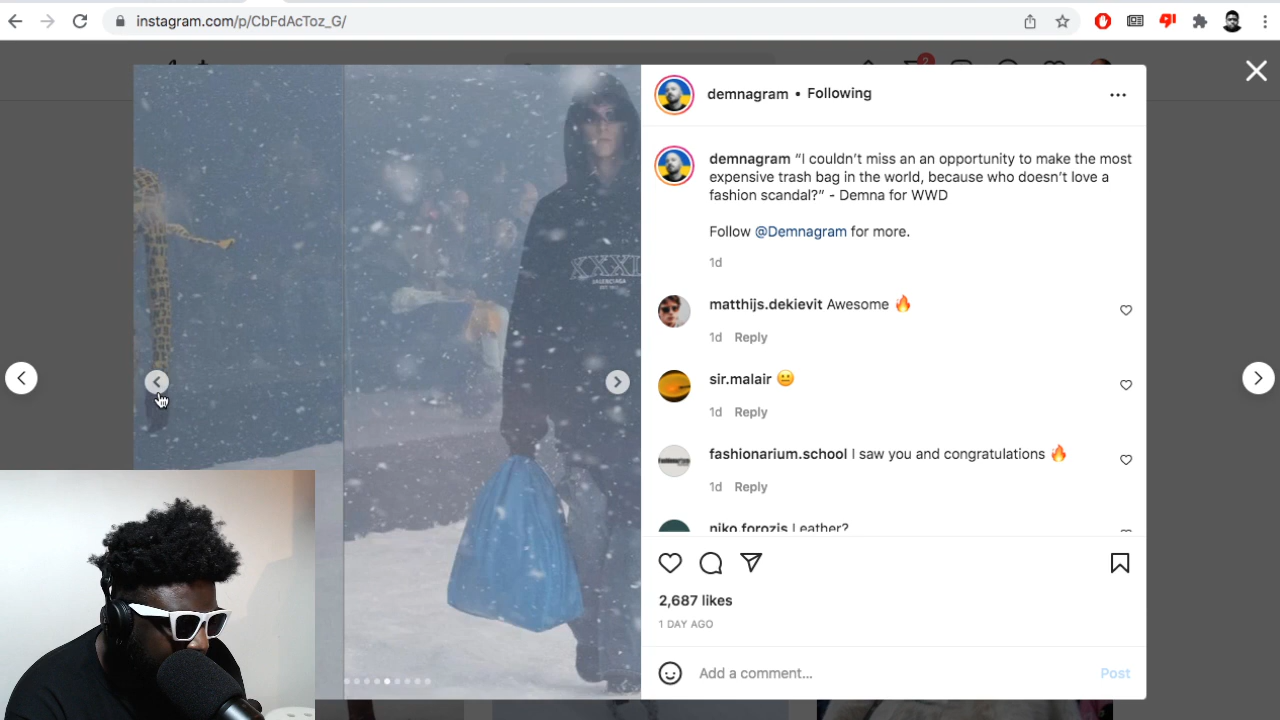 instagram.com/p/CbFdAcToz_G/
2
demnagram • Following
demnagram “I couldn’t miss an an opportunity to make the most
expensive trash bag in the world, because who doesn’t love a
fashion scandal?” - Demna for WWD
Follow @Demnagram for more.
1d
matthijs.dekievit Awesome 🔥
1d Reply
sir.malair 😐
1d Reply
fashionarium.school I saw you and congratulations 🔥
1d Reply
niko.forozis Leather?
2,687 likes
1 DAY AGO
Add a comment... Post